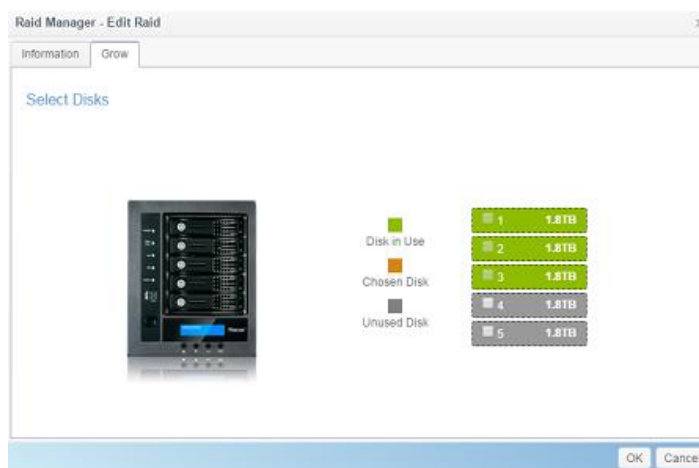 Raid Manager - Edit Raid
Information
Grow
Select Disks
Disk in Use
Chosen Disk
Unused Disk
1 1.8TB
2 1.8TB
3 1.8TB
4 1.8TB
5 1.8TB
OK
Cance